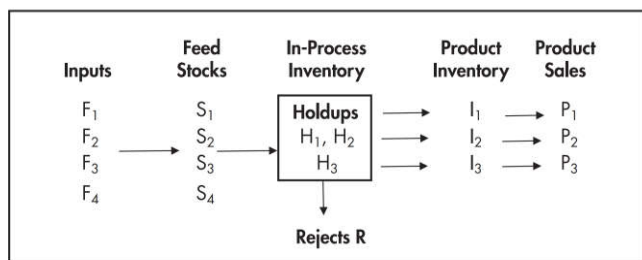 Inputs
Feed
Stocks
In-Process
Inventory
Product
Inventory
Product
Sales
F₁ S₁ Holdups I₁ P₁
F₂ S₂ H₁, H₂ I₂ P₂
F₃ S₃ H₃ I₃ P₃
F₄ S₄
Rejects R